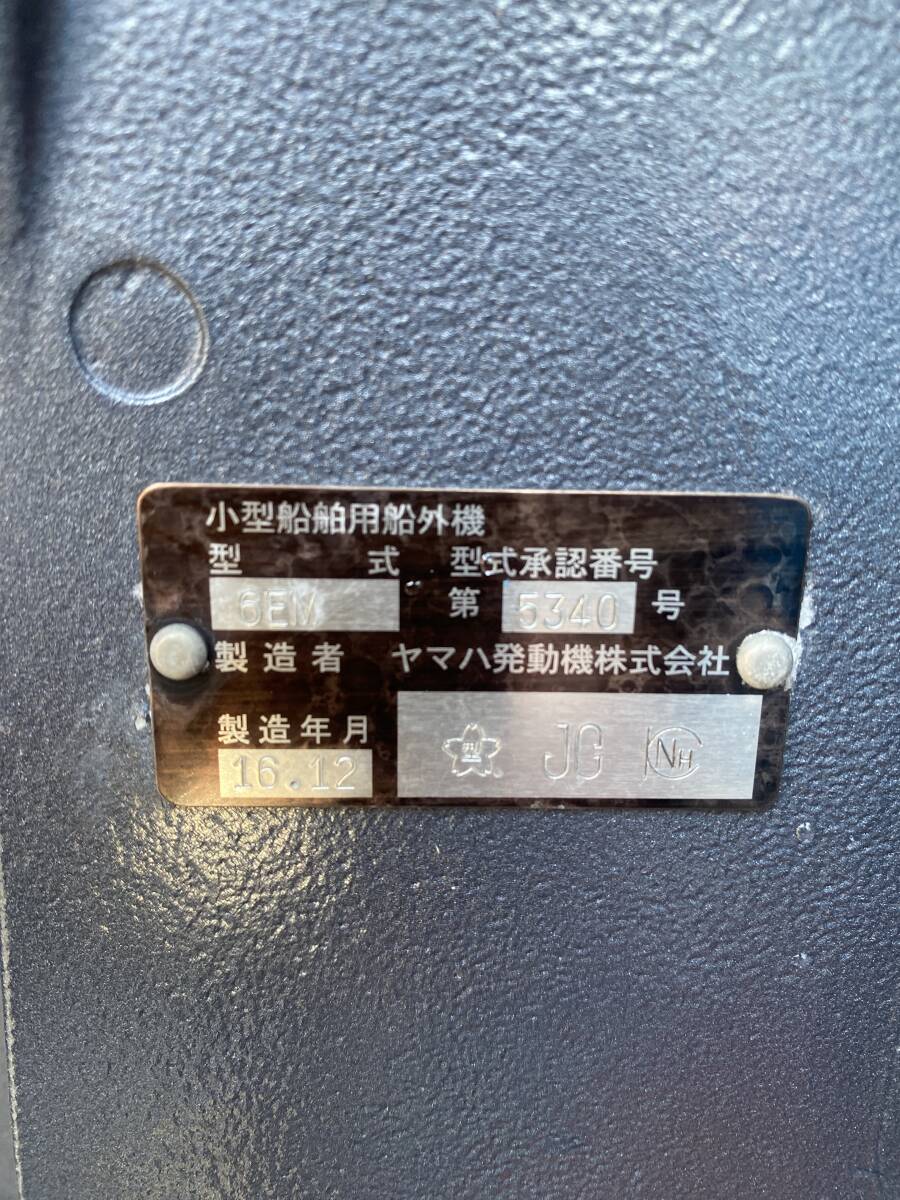 小型船舶用船外機
型 式 型式承認番号
6EM 第 5340 号
製造者 ヤマハ発動機株式会社
製造年月
16.12
型 JG NH